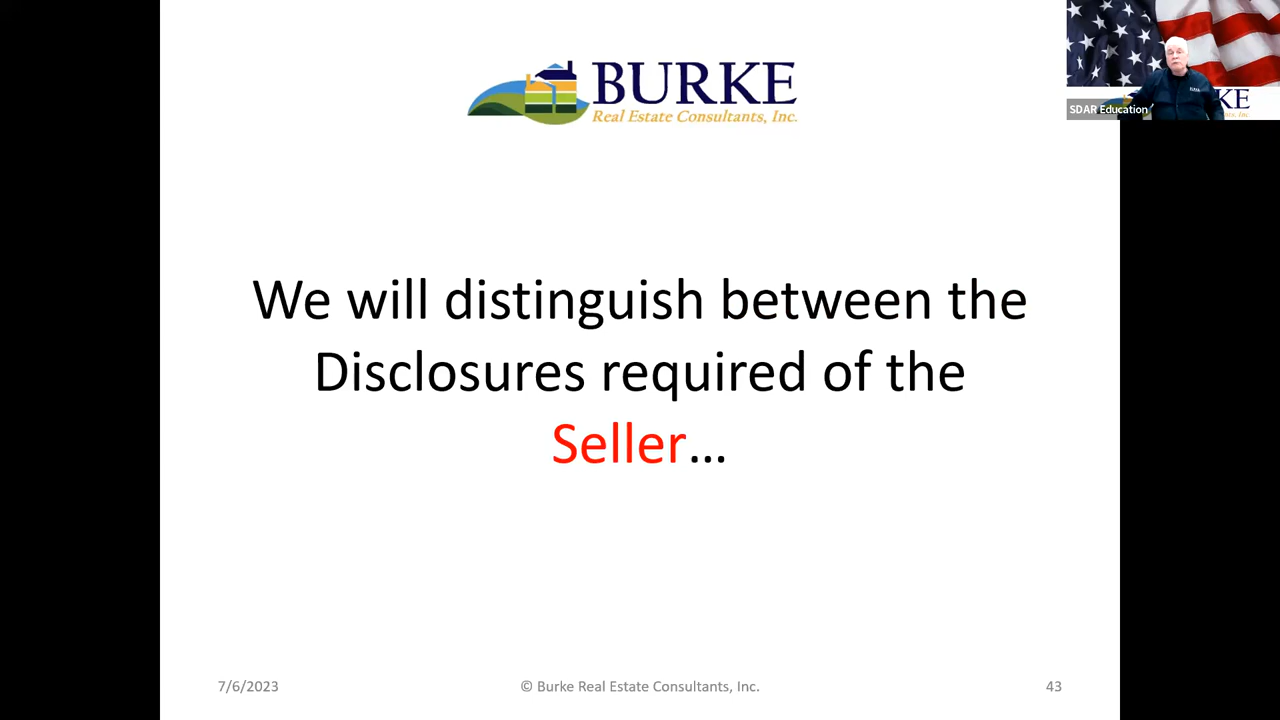 BURKE
Real Estate Consultants, Inc.
SDAR Education
KE
We will distinguish between the
Disclosures required of the
Seller...
7/6/2023
© Burke Real Estate Consultants, Inc.
43